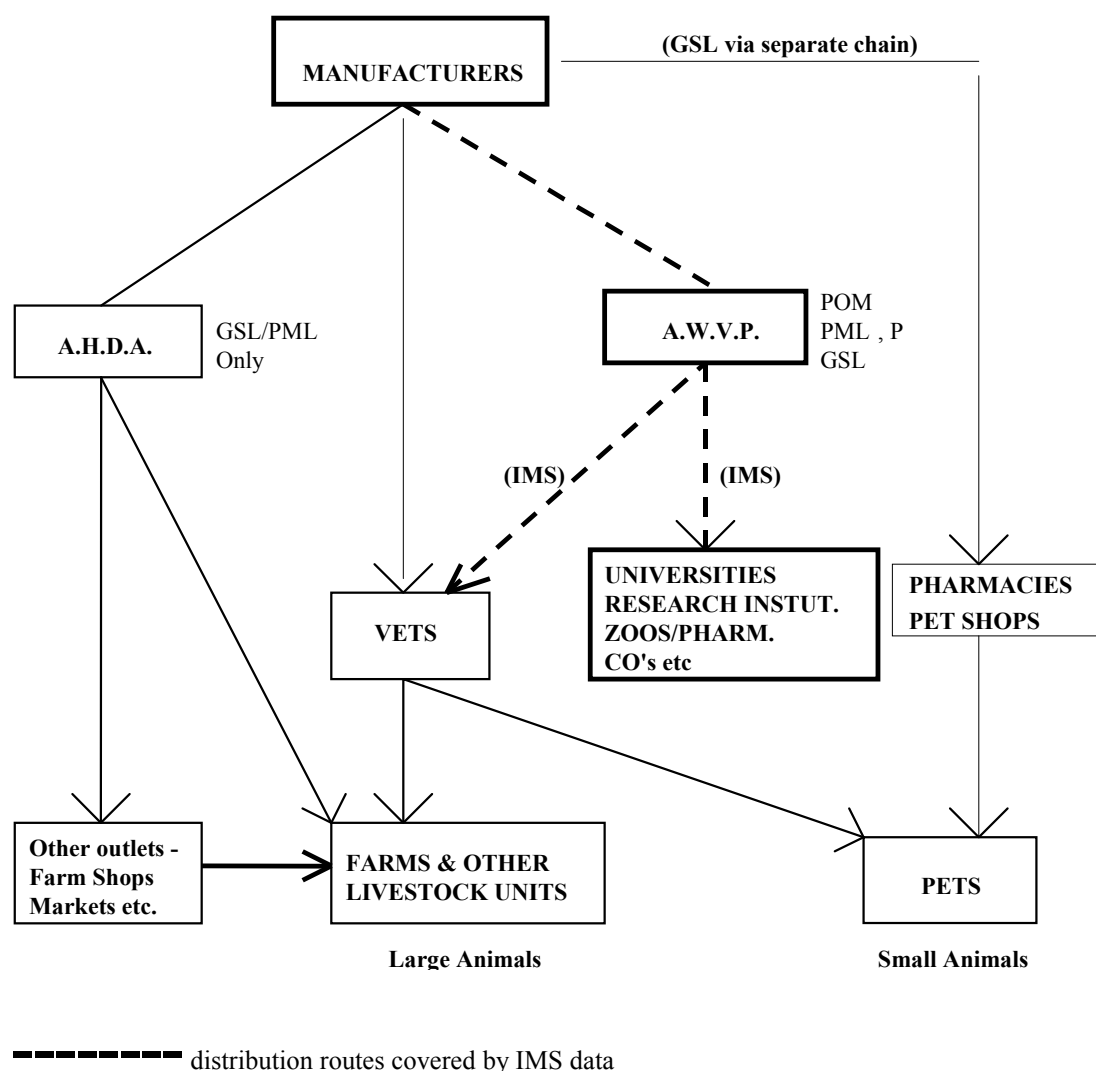 (GSL via separate chain)
MANUFACTURERS
A.H.D.A.
GSL/PML
Only
A.W.V.P.
POM
PML , P
GSL
(IMS)
(IMS)
VETS
UNIVERSITIES
RESEARCH INSTUT.
ZOOS/PHARM.
CO's etc
PHARMACIES
PET SHOPS
Other outlets -
Farm Shops
Markets etc.
FARMS & OTHER
LIVESTOCK UNITS
PETS
Large Animals
Small Animals
distribution routes covered by IMS data